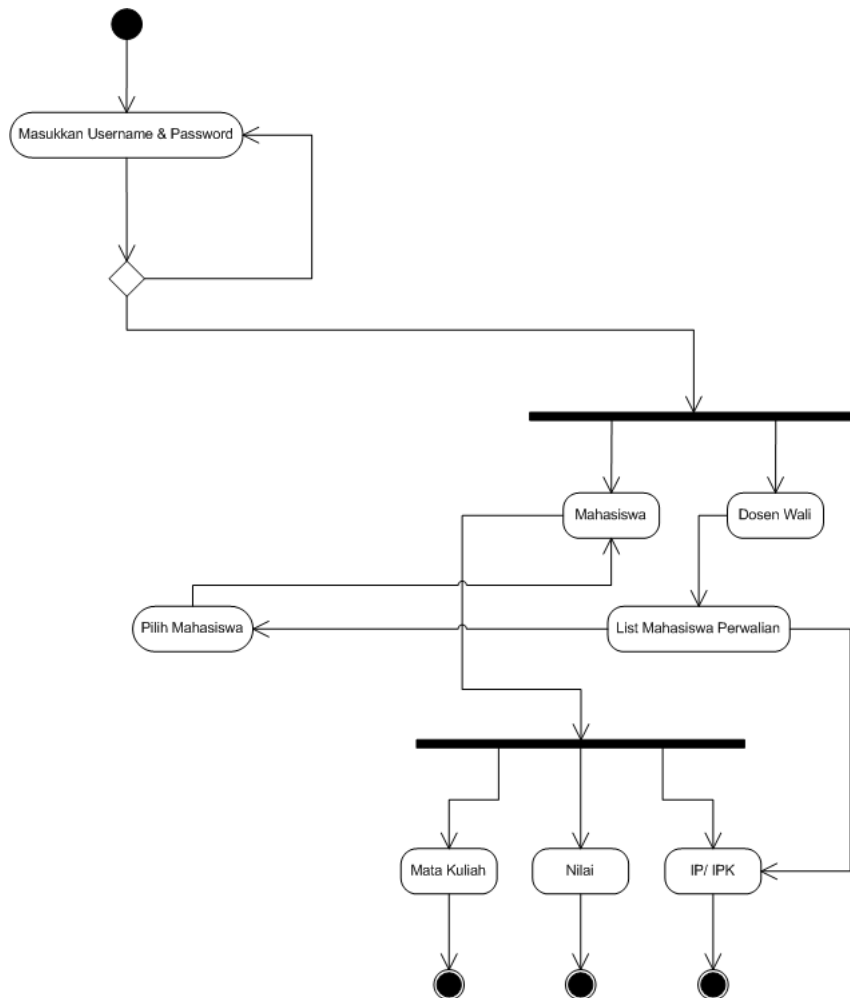 Masukkan Username & Password
Mahasiswa
Dosen Wali
Pilih Mahasiswa
List Mahasiswa Perwalian
Mata Kuliah
Nilai
IP/ IPK